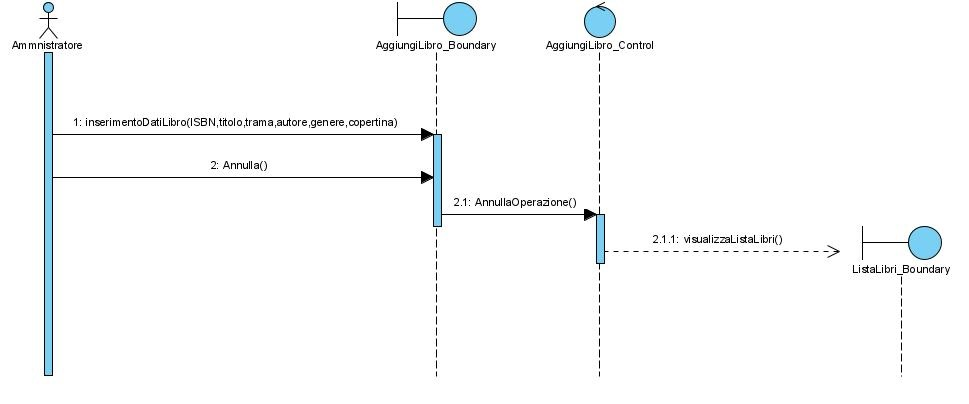 Ammnistratore
AggiungiLibro_Boundary
AggiungiLibro_Control
1: inserimentoDatiLibro(ISBN,titolo,trama,autore,genere,copertina)
2: Annulla()
2.1: AnnullaOperazione()
2.1.1: visualizzaListaLibri()
ListaLibri_Boundary